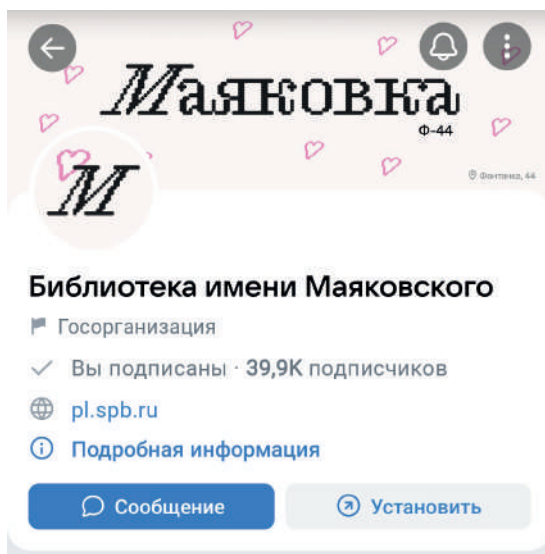 Маяковка
Ф-44
Фонтанка, 44
М
Библиотека имени Маяковского
Госорганизация
Вы подписаны · 39,9K подписчиков
pl.spb.ru
Подробная информация
Сообщение
Установить